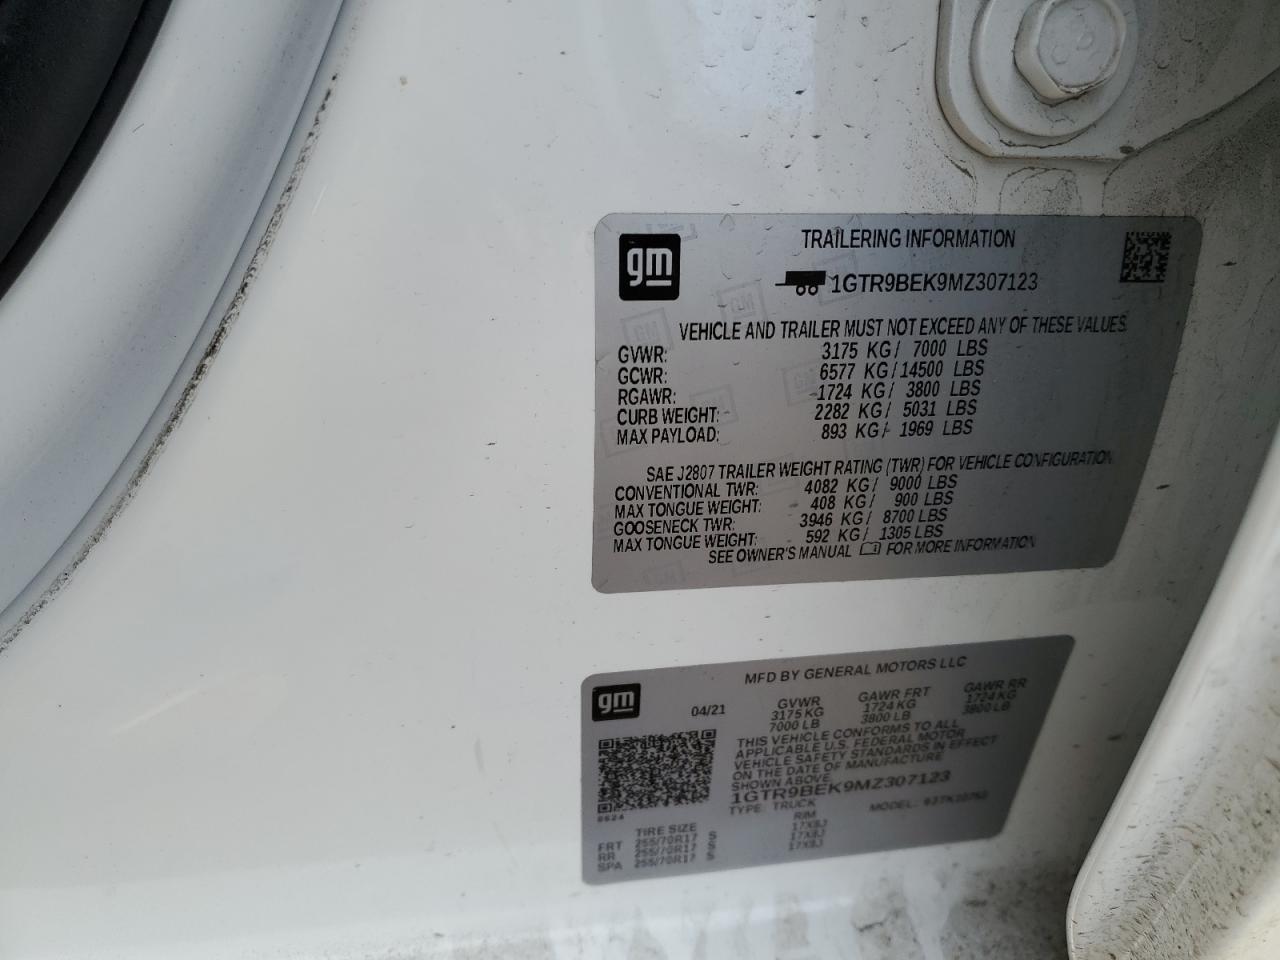 gm
TRAILERING INFORMATION
1GTR9BEK9MZ307123
VEHICLE AND TRAILER MUST NOT EXCEED ANY OF THESE VALUES.
GVWR: 3175 KG/ 7000 LBS
GCWR: 6577 KG/ 14500 LBS
RGAWR: 1724 KG/ 3800 LBS
CURB WEIGHT: 2282 KG/ 5031 LBS
MAX PAYLOAD: 893 KG/ 1969 LBS
SAE J2807 TRAILER WEIGHT RATING (TWR) FOR VEHICLE CONFIGURATION
CONVENTIONAL TWR: 4082 KG/ 9000 LBS
MAX TONGUE WEIGHT: 408 KG/ 900 LBS
GOOSENECK TWR: 3946 KG/ 8700 LBS
MAX TONGUE WEIGHT: 592 KG/ 1305 LBS
SEE OWNER'S MANUAL FOR MORE INFORMATION
gm
MFD BY GENERAL MOTORS LLC
04/21
GVWR GAWR FRT GAWR RR
3175 KG 1724 KG 1724 KG
7000 LB 3800 LB 3800 LB
THIS VEHICLE CONFORMS TO ALL
APPLICABLE U.S. FEDERAL MOTOR
VEHICLE SAFETY STANDARDS IN EFFECT
ON THE DATE OF MANUFACTURE
SHOWN ABOVE.
1GTR9BEK9MZ307123
TYPE: TRUCK MODEL:
8624
TIRE SIZE RIM
FRT 255/70R17 S 17X8J
RR 255/70R17 S 17X8J
SPA 255/70R17 S 17X8J